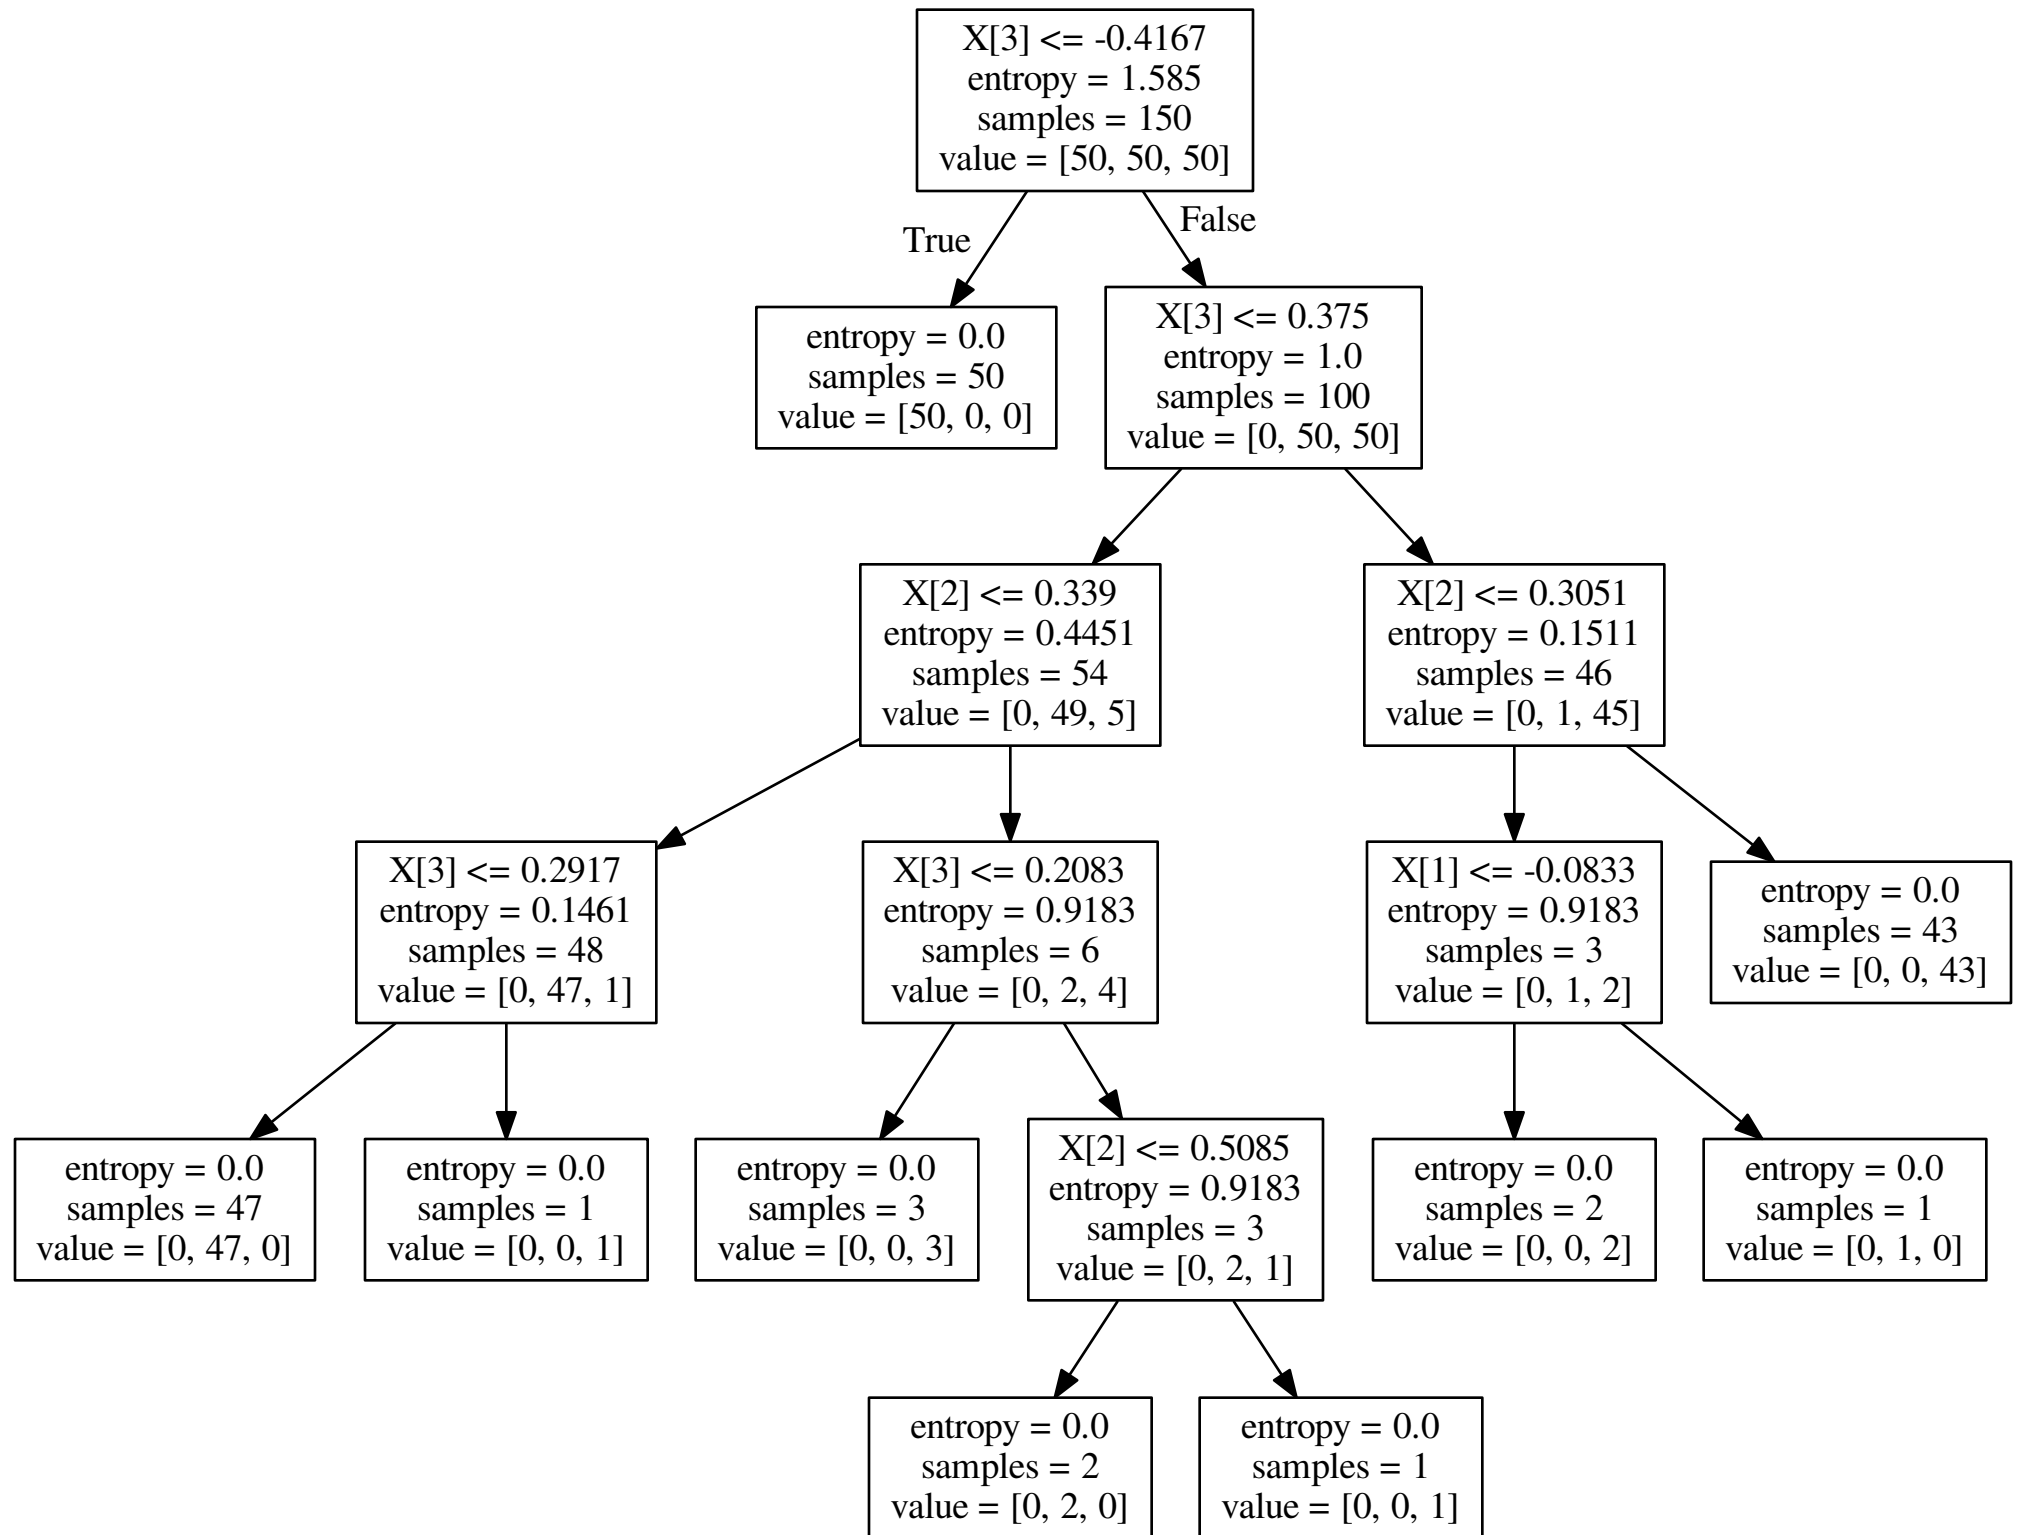 X[3] <= -0.4167
entropy = 1.585
samples = 150
value = [50, 50, 50]
True
False
entropy = 0.0
samples = 50
value = [50, 0, 0]
X[3] <= 0.375
entropy = 1.0
samples = 100
value = [0, 50, 50]
X[2] <= 0.339
entropy = 0.4451
samples = 54
value = [0, 49, 5]
X[2] <= 0.3051
entropy = 0.1511
samples = 46
value = [0, 1, 45]
X[3] <= 0.2917
entropy = 0.1461
samples = 48
value = [0, 47, 1]
X[3] <= 0.2083
entropy = 0.9183
samples = 6
value = [0, 2, 4]
X[1] <= -0.0833
entropy = 0.9183
samples = 3
value = [0, 1, 2]
entropy = 0.0
samples = 43
value = [0, 0, 43]
entropy = 0.0
samples = 47
value = [0, 47, 0]
entropy = 0.0
samples = 1
value = [0, 0, 1]
entropy = 0.0
samples = 3
value = [0, 0, 3]
X[2] <= 0.5085
entropy = 0.9183
samples = 3
value = [0, 2, 1]
entropy = 0.0
samples = 2
value = [0, 0, 2]
entropy = 0.0
samples = 1
value = [0, 1, 0]
entropy = 0.0
samples = 2
value = [0, 2, 0]
entropy = 0.0
samples = 1
value = [0, 0, 1]